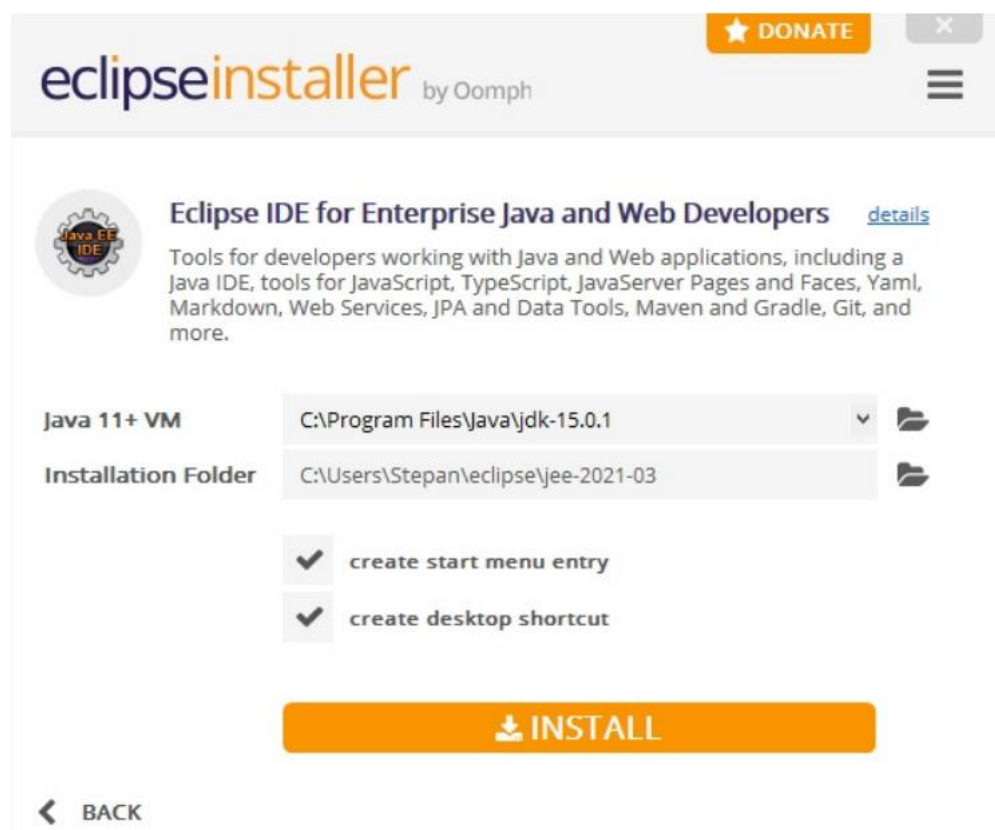 DONATE
eclipseinstaller by Oomph
Java EE
IDE
Eclipse IDE for Enterprise Java and Web Developers details
Tools for developers working with Java and Web applications, including a
Java IDE, tools for JavaScript, TypeScript, JavaServer Pages and Faces, Yaml,
Markdown, Web Services, JPA and Data Tools, Maven and Gradle, Git, and
more.
Java 11+ VM C:\Program Files\Java\jdk-15.0.1
Installation Folder C:\Users\Stepan\eclipse\jee-2021-03
create start menu entry
create desktop shortcut
INSTALL
BACK